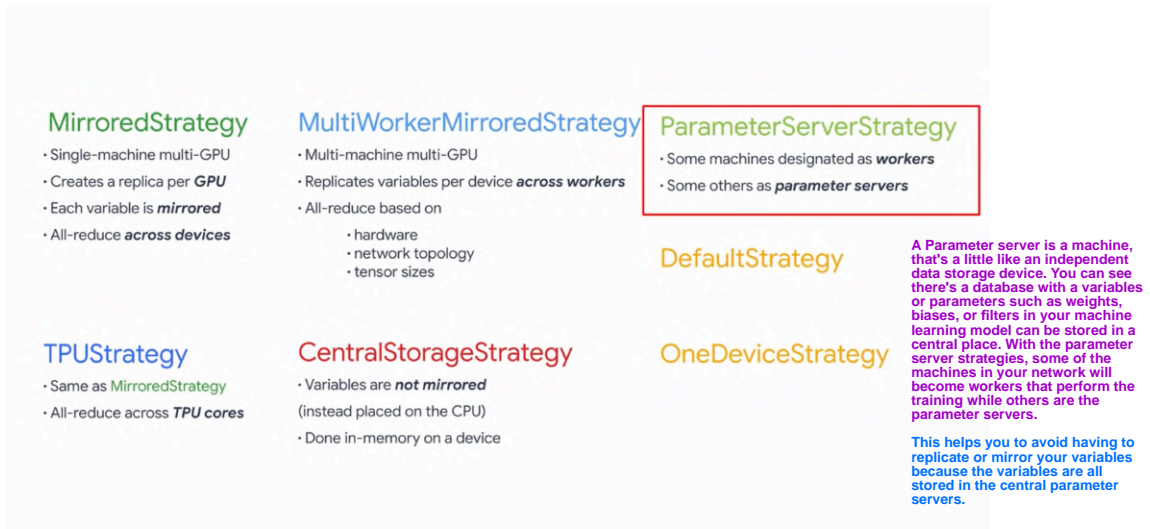 MirroredStrategy
· Single-machine multi-GPU
· Creates a replica per GPU
· Each variable is mirrored
· All-reduce across devices
MultiWorkerMirroredStrategy
· Multi-machine multi-GPU
· Replicates variables per device across workers
· All-reduce based on
· hardware
· network topology
· tensor sizes
ParameterServerStrategy
· Some machines designated as workers
· Some others as parameter servers
DefaultStrategy
TPUStrategy
· Same as MirroredStrategy
· All-reduce across TPU cores
CentralStorageStrategy
· Variables are not mirrored
(instead placed on the CPU)
· Done in-memory on a device
OneDeviceStrategy
A Parameter server is a machine,
that's a little like an independent
data storage device. You can see
there's a database with a variables
or parameters such as weights,
biases, or filters in your machine
learning model can be stored in a
central place. With the parameter
server strategies, some of the
machines in your network will
become workers that perform the
training while others are the
parameter servers.
This helps you to avoid having to
replicate or mirror your variables
because the variables are all
stored in the central parameter
servers.